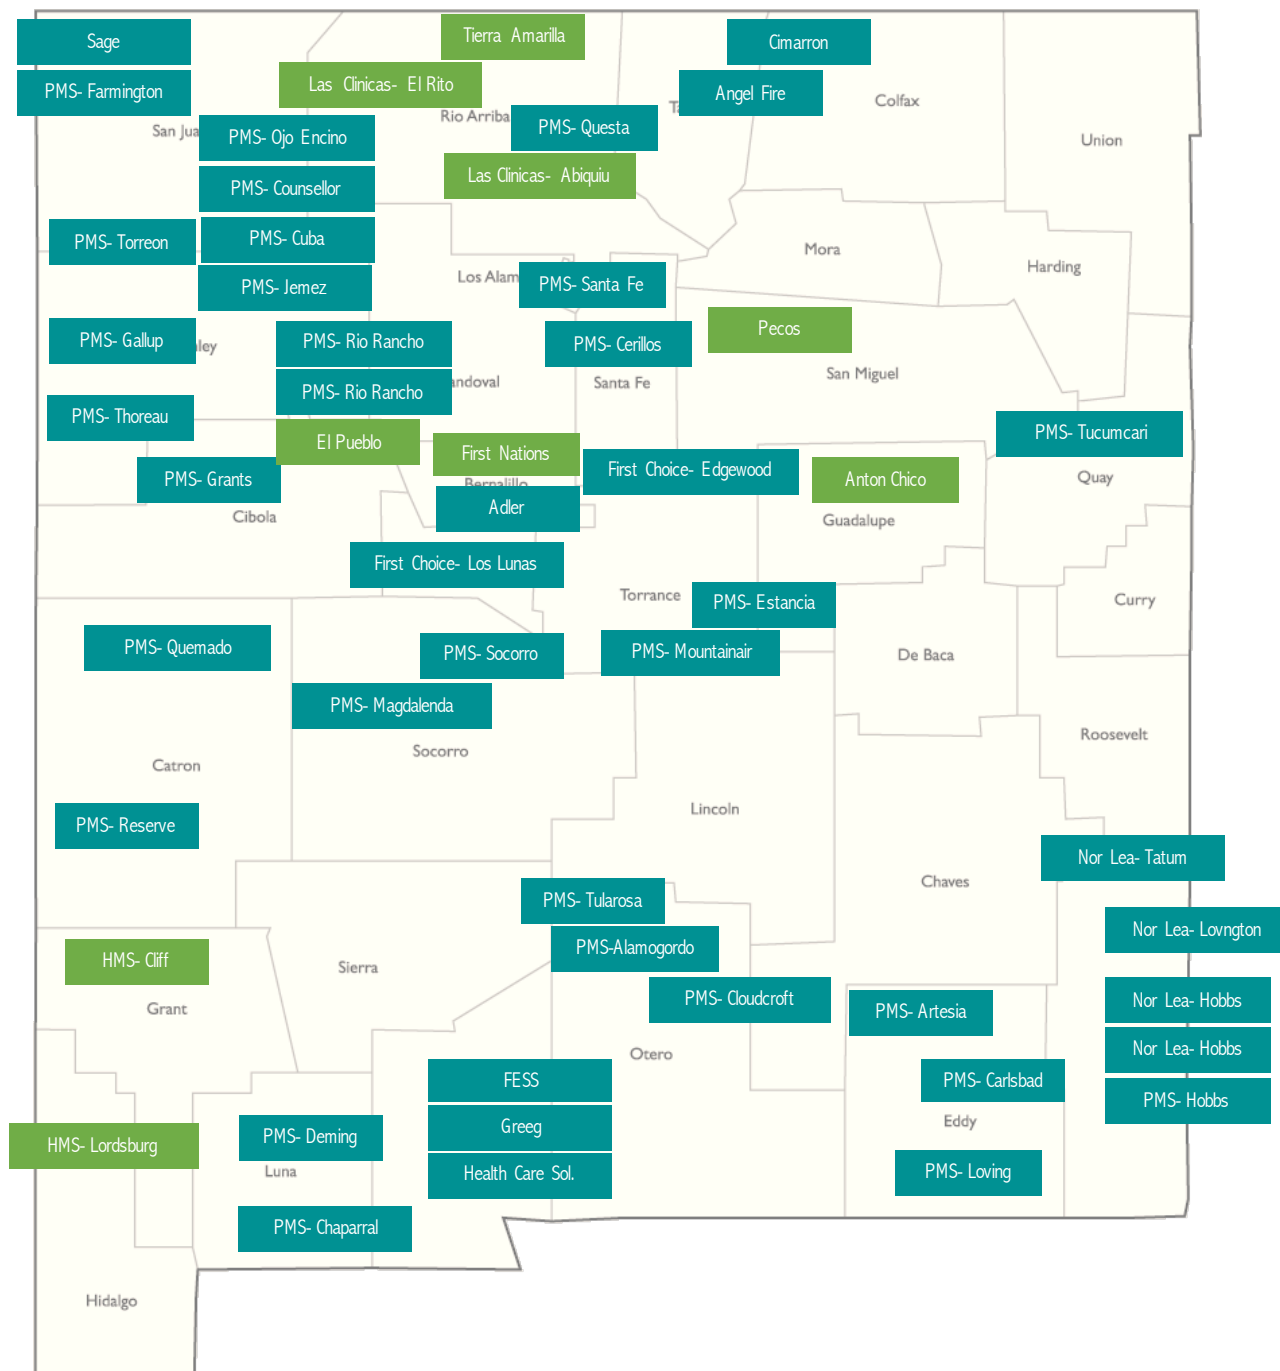 Sage
Tierra Amarilla
Cimarron
PMS- Farmington
Las Clinicas- El Rito
Angel Fire
Colfax
Rio Arriba
San Jua
PMS- Ojo Encino
PMS- Questa
Union
PMS- Counsellor
Las Clinicas- Abiquiu
PMS- Torreon
PMS- Cuba
Mora
Harding
Los Alam
PMS- Jemez
PMS- Santa Fe
PMS- Gallup
PMS- Rio Rancho
PMS- Cerillos
Pecos
San Miguel
PMS- Rio Rancho
andoval
Santa Fe
PMS- Thoreau
El Pueblo
First Nations
PMS- Tucumcari
PMS- Grants
Bernalillo
First Choice- Edgewood
Anton Chico
Quay
Cibola
Adler
Guadalupe
First Choice- Los Lunas
Torrance
PMS- Estancia
Curry
PMS- Quemado
PMS- Socorro
PMS- Mountainair
De Baca
PMS- Magdalenda
Socorro
Roosevelt
Catron
Lincoln
PMS- Reserve
Nor Lea- Tatum
Chaves
PMS- Tularosa
Nor Lea- Lovngton
PMS-Alamogordo
HMS- Cliff
Sierra
PMS- Cloudcroft
Nor Lea- Hobbs
Grant
PMS- Artesia
Otero
Nor Lea- Hobbs
FESS
PMS- Carlsbad
PMS- Hobbs
Greeg
Eddy
HMS- Lordsburg
PMS- Deming
Luna
Health Care Sol.
PMS- Loving
PMS- Chaparral
Hidalgo